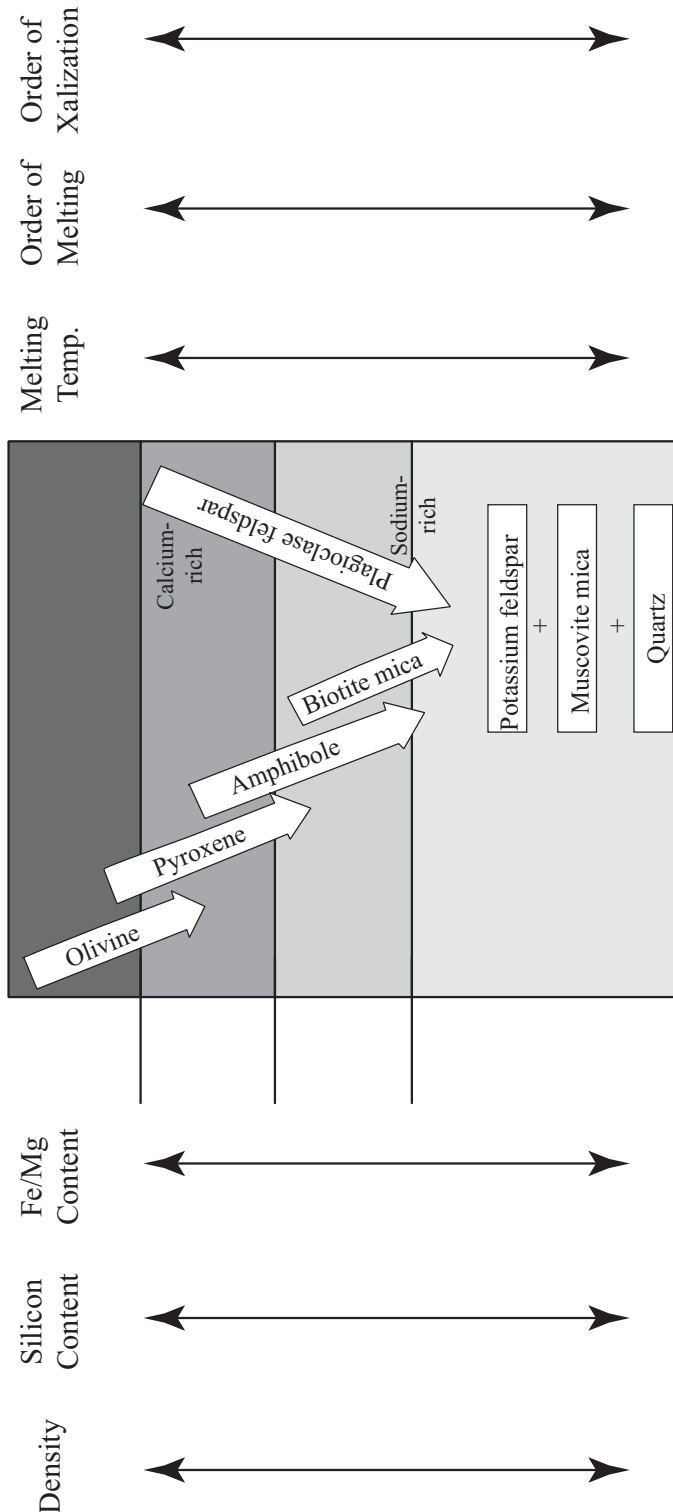 Density
Silicon
Content
Fe/Mg
Content
Olivine
Pyroxene
Amphibole
Biotite mica
Plagioclase feldspar
Calcium-
rich
Sodium-
rich
Potassium feldspar
+
Muscovite mica
+
Quartz
Melting
Temp.
Order of
Melting
Order of
Xalization